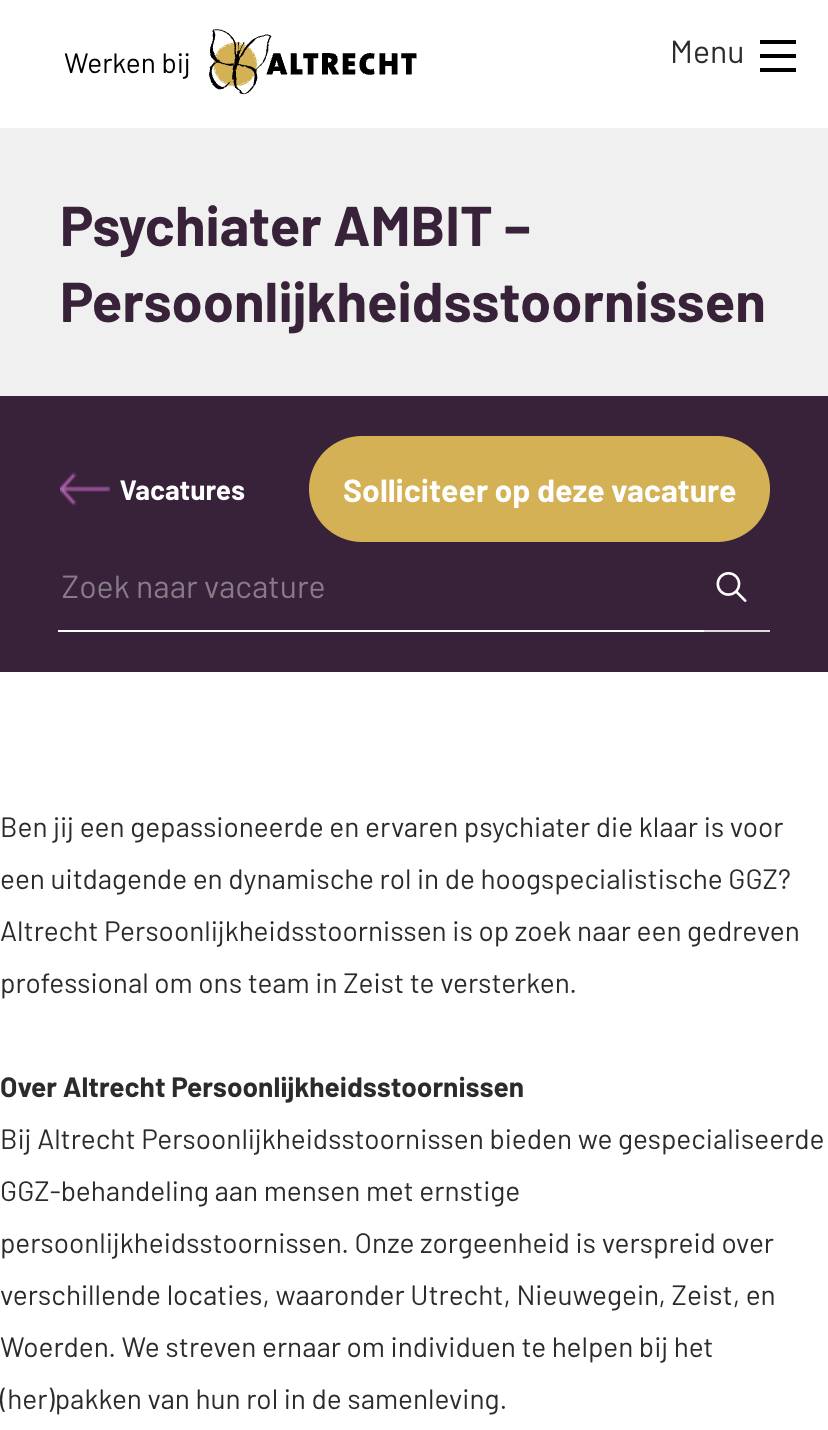 Werken bij ALTRECHT
Menu
Psychiater AMBIT –
Persoonlijkheidsstoornissen
Vacatures
Solliciteer op deze vacature
Zoek naar vacature
Ben jij een gepassioneerde en ervaren psychiater die klaar is voor
een uitdagende en dynamische rol in de hoogspecialistische GGZ?
Altrecht Persoonlijkheidsstoornissen is op zoek naar een gedreven
professional om ons team in Zeist te versterken.
Over Altrecht Persoonlijkheidsstoornissen
Bij Altrecht Persoonlijkheidsstoornissen bieden we gespecialiseerde
GGZ-behandeling aan mensen met ernstige
persoonlijkheidsstoornissen. Onze zorgeenheid is verspreid over
verschillende locaties, waaronder Utrecht, Nieuwegein, Zeist, en
Woerden. We streven ernaar om individuen te helpen bij het
(her)pakken van hun rol in de samenleving.